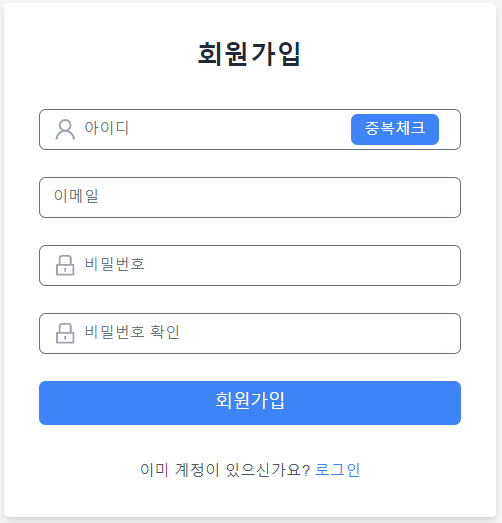 회원가입
아이디 중복체크
이메일
비밀번호
비밀번호 확인
회원가입
이미 계정이 있으신가요? 로그인